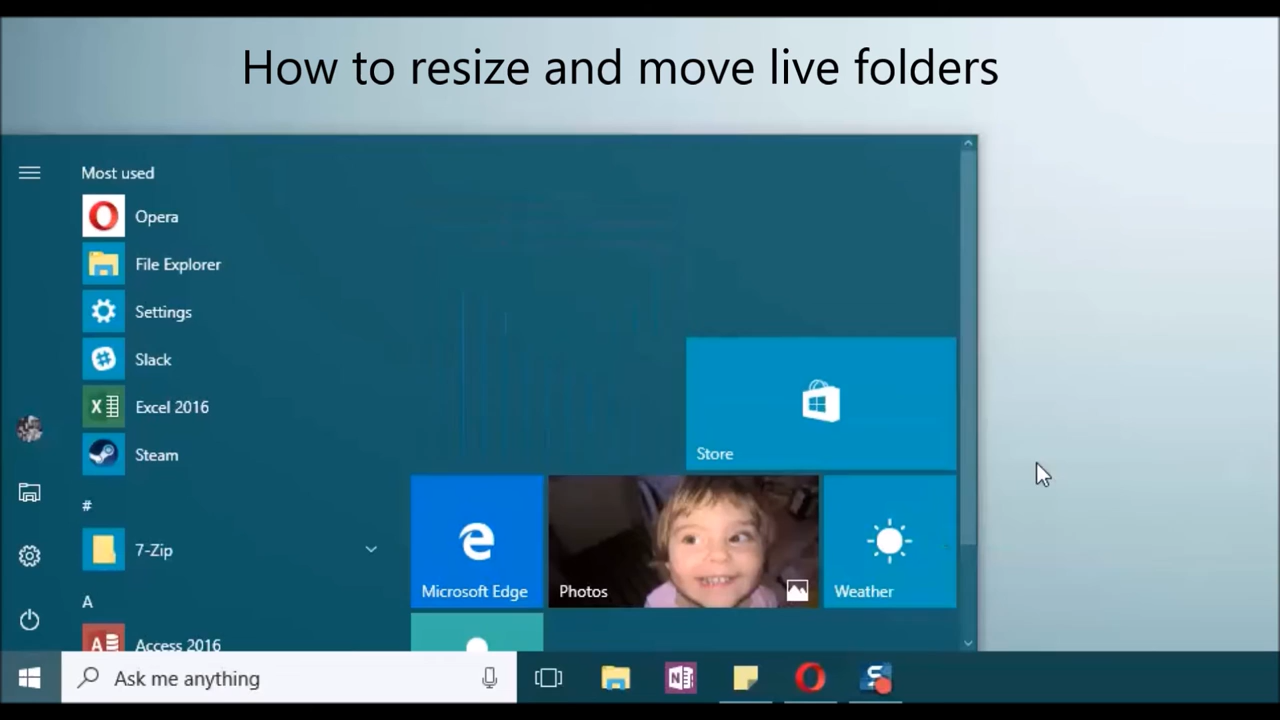 How to resize and move live folders
Most used
Opera
File Explorer
Settings
Slack
Excel 2016
Steam
#
7-Zip
A
Access 2016
Store
Microsoft Edge
Photos
Weather
Ask me anything